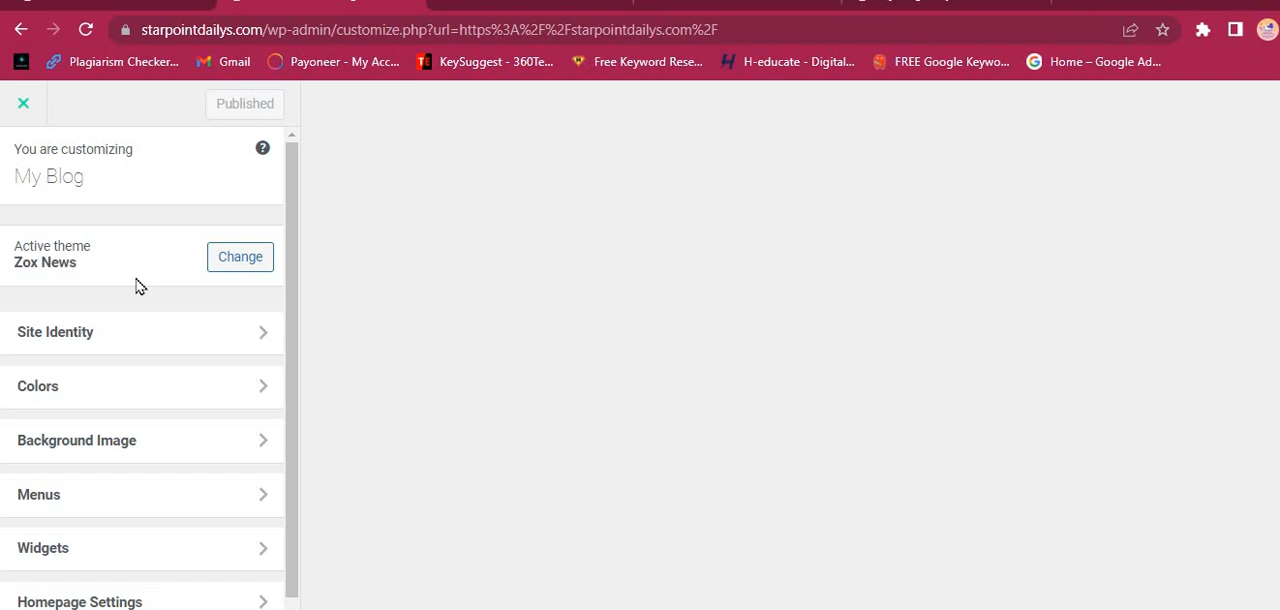 starpointdailys.com/wp-admin/customize.php?url=https%3A%2F%2Fstarpointdailys.com%2F
Plagiarism Checker... Gmail Payoneer - My Acc... TE KeySuggest - 360Te... Free Keyword Rese... H-educate - Digital... FREE Google Keywo... Home – Google Ad...
Published
You are customizing
?
My Blog
Active theme
Zox News
Change
Site Identity
Colors
Background Image
Menus
Widgets
Homepage Settings